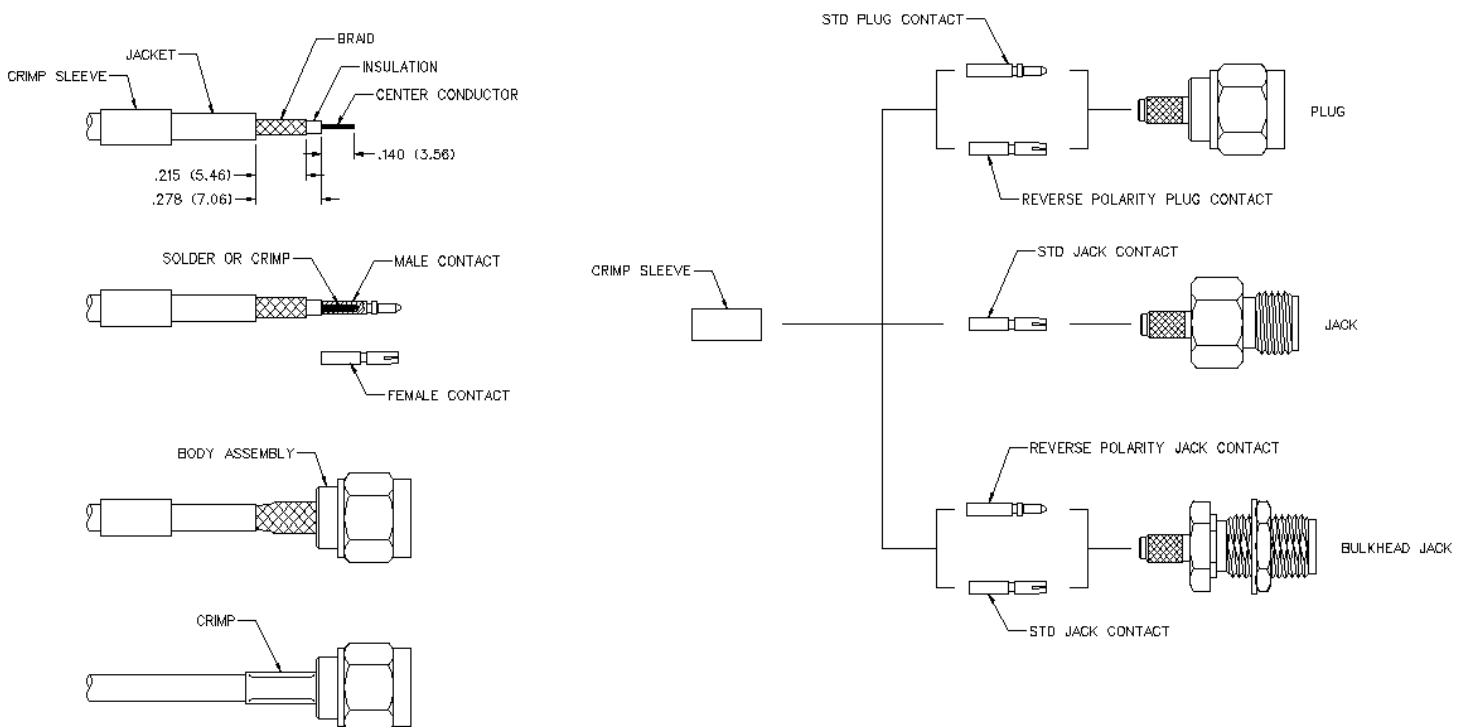 JACKET
BRAID
CRIMP SLEEVE
INSULATION
CENTER CONDUCTOR
.140 (3.56)
.215 (5.46)
.278 (7.06)
SOLDER OR CRIMP
MALE CONTACT
FEMALE CONTACT
BODY ASSEMBLY
CRIMP
STD PLUG CONTACT
PLUG
REVERSE POLARITY PLUG CONTACT
CRIMP SLEEVE
STD JACK CONTACT
JACK
REVERSE POLARITY JACK CONTACT
BULKHEAD JACK
STD JACK CONTACT